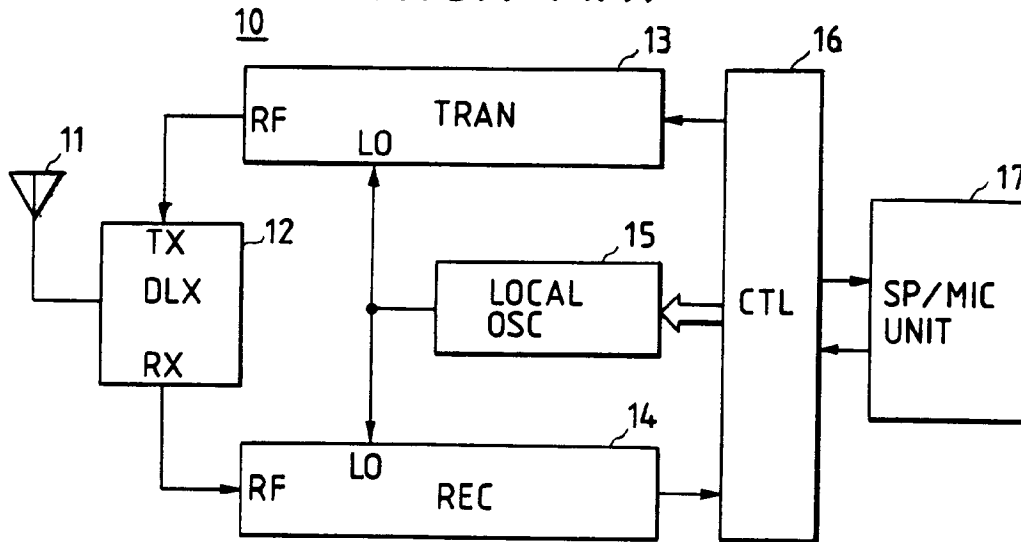 10
13
RF
TRAN
LO
16
11
17
TX
12
DLX
RX
15
LOCAL
OSC
CTL
SP/MIC
UNIT
14
LO
RF
REC